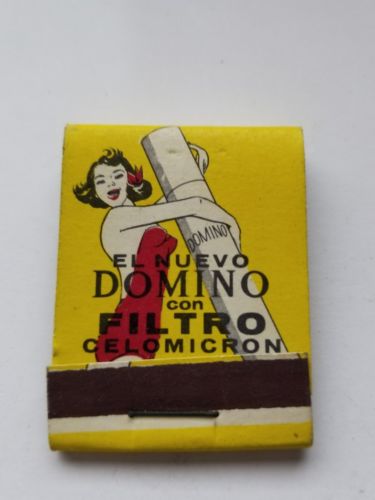 DOMINO
EL NUEVO
DOMINO
con
FILTRO
CELOMICRON